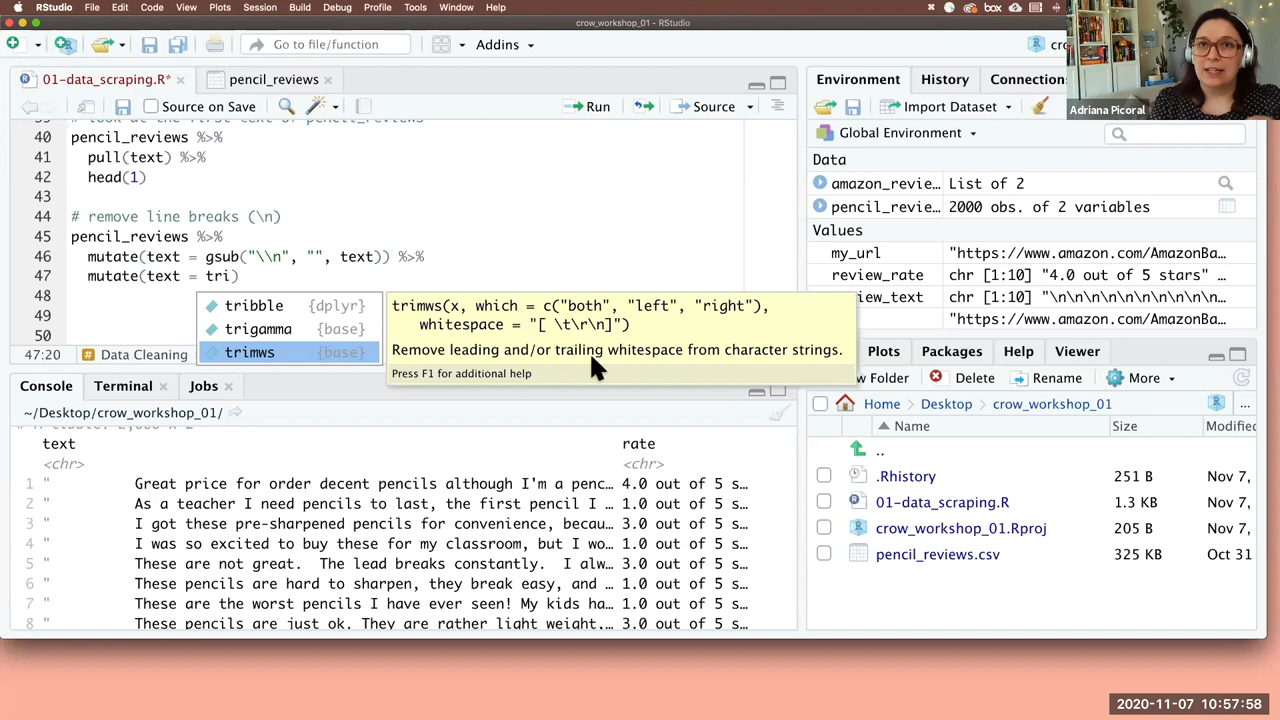 RStudio File Edit Code View Plots Session Build Debug Profile Tools Window Help
box
crow_workshop_01 - RStudio
Go to file/function Addins
Adriana Picoral
01-data_scraping.R* pencil_reviews
Source on Save Run Source
40 pencil_reviews %>%
41 pull(text) %>%
42 head(1)
43
44 # remove line breaks (\n)
45 pencil_reviews %>%
46 mutate(text = gsub("\\n", "", text)) %>%
47 mutate(text = tri)
48
49
50
tribble {dplyr}
trigamma {base}
trimws {base}
trimws(x, which = c("both", "left", "right"),
whitespace = "[ \t\r\n]")
Remove leading and/or trailing whitespace from character strings.
Press F1 for additional help
47:20 Data Cleaning
Console Terminal Jobs
~/Desktop/crow_workshop_01/
text rate
<chr> <chr>
1 " Great price for order decent pencils although I'm a penc… 4.0 out of 5 s…
2 " As a teacher I need pencils to last, the first pencil I … 1.0 out of 5 s…
3 " I got these pre-sharpened pencils for convenience, becau… 3.0 out of 5 s…
4 " I was so excited to buy these for my classroom, but I wo… 1.0 out of 5 s…
5 " These are not great. The lead breaks constantly. I alw… 3.0 out of 5 s…
6 " These pencils are hard to sharpen, they break easy, and … 1.0 out of 5 s…
7 " These are the worst pencils I have ever seen! My kids ha… 1.0 out of 5 s…
8 " These pencils are just ok. They are rather light weight,… 3.0 out of 5 s…
Environment History Connection
Import Dataset
Global Environment
Data
amazon_revie… List of 2
pencil_revie… 2000 obs. of 2 variables
Values
my_url "https://www.amazon.com/AmazonBa…
review_rate chr [1:10] "4.0 out of 5 stars" …
view_text chr [1:10] "\n\n\n\n\n\n\n\n\n\n…
"https://www.amazon.com/AmazonBa…
Plots Packages Help Viewer
Folder Delete Rename More
Home Desktop crow_workshop_01 ...
Name Size Modified
..
.Rhistory 251 B Nov 7,
01-data_scraping.R 1.3 KB Nov 7,
crow_workshop_01.Rproj 205 B Nov 7,
pencil_reviews.csv 325 KB Oct 31
2020-11-07 10:57:58